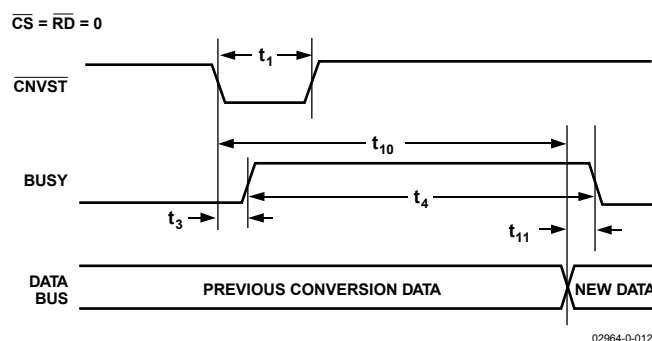 CS = RD = 0
t1
CNVST
t10
BUSY
t4
t3
t11
DATA
BUS
PREVIOUS CONVERSION DATA
NEW DATA
02964-0-012